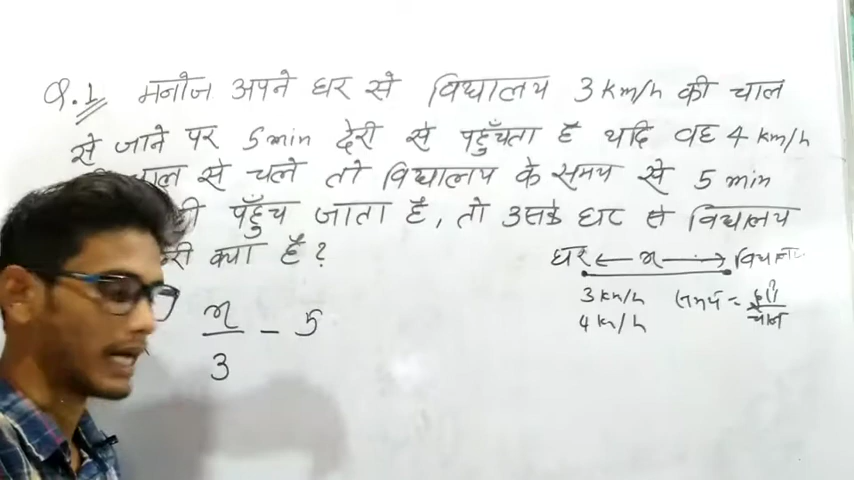 Q.1 मनोज अपने घर से विद्यालय 3 km/h की चाल
से जाने पर 5 min देरी से पहुँचता है यदि वह 4 km/h
से चले तो विद्यालय के समय से 5 min
पहुँच जाता है, तो उसके घर से विद्यालय
क्या है ?
घर ← x → विद्यालय
3 km/h
4 km/h
समय = दूरी / चाल
x/3 - 5